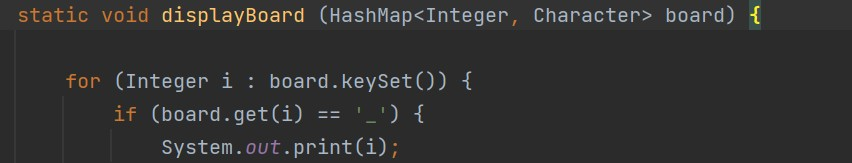 static void displayBoard (HashMap<Integer, Character> board) {
for (Integer i : board.keySet()) {
if (board.get(i) == '_') {
System.out.print(i);